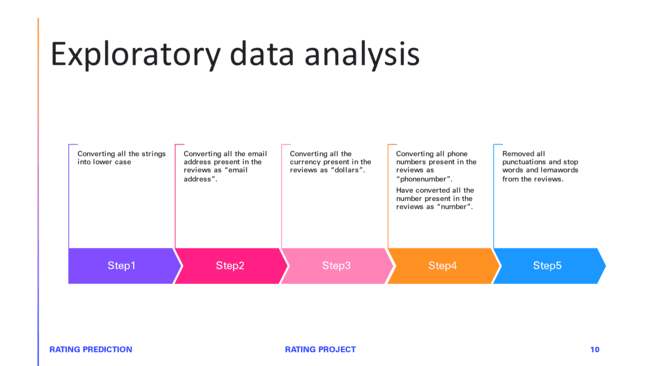 Exploratory data analysis
Converting all the strings
into lower case
Converting all the email
address present in the
reviews as “email
address”.
Converting all the
currency present in the
reviews as “dollars”.
Converting all phone
numbers present in the
reviews as
“phonenumber”.
Have converted all the
number present in the
reviews as “number”.
Removed all
punctuations and stop
words and lemawords
from the reviews.
Step1
Step2
Step3
Step4
Step5
RATING PREDICTION
RATING PROJECT
10